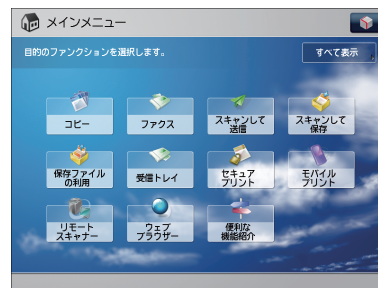 メインメニュー
目的のファンクションを選択します。
すべて表示
コピー
ファクス
スキャンして
送信
スキャンして
保存
保存ファイル
の利用
受信トレイ
セキュア
プリント
モバイル
プリント
リモート
スキャナー
ウェブ
ブラウザー
便利な
機能紹介